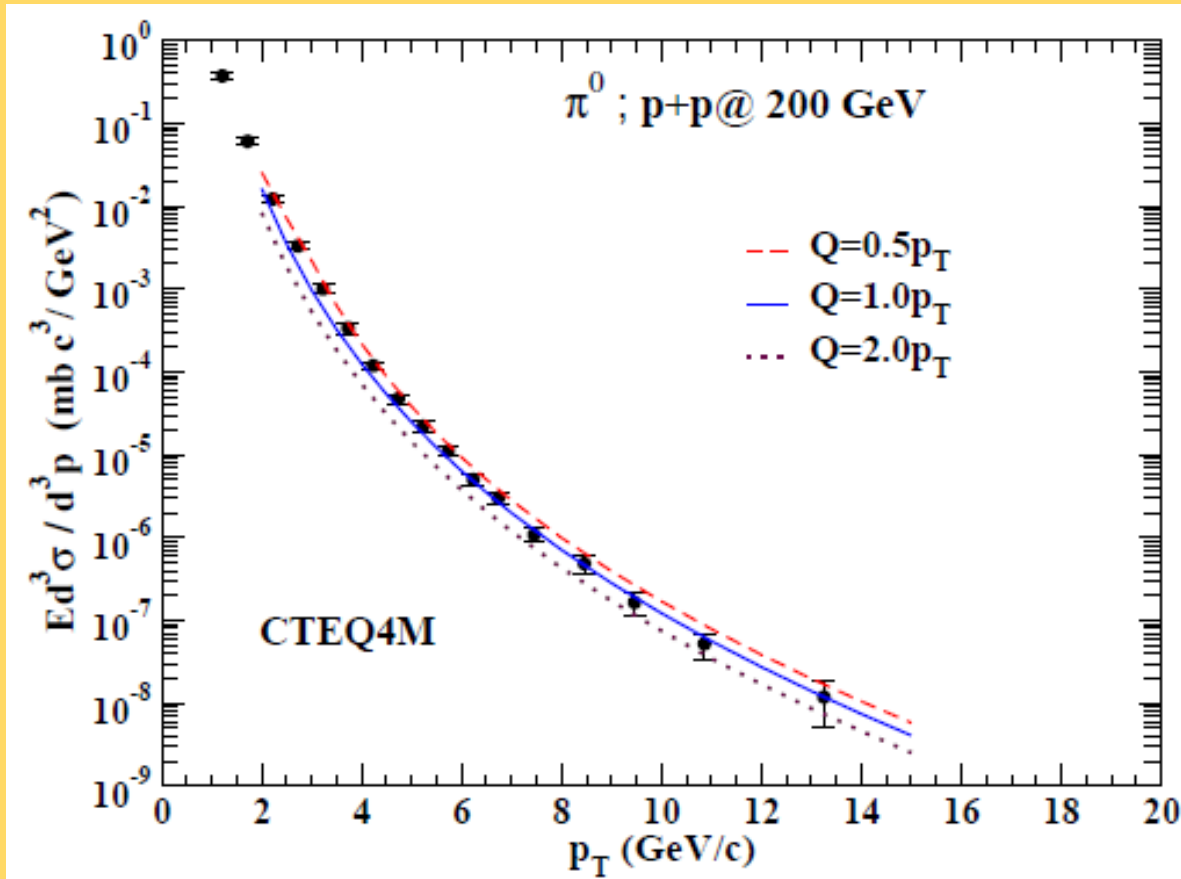 π⁰ ; p+p@ 200 GeV
10⁰
10⁻¹
10⁻²
10⁻³
10⁻⁴
10⁻⁵
10⁻⁶
10⁻⁷
10⁻⁸
10⁻⁹
Ed³σ / d³p (mb c³/ GeV²)
Q=0.5p_T
Q=1.0p_T
Q=2.0p_T
CTEQ4M
0 2 4 6 8 10 12 14 16 18 20
p_T (GeV/c)